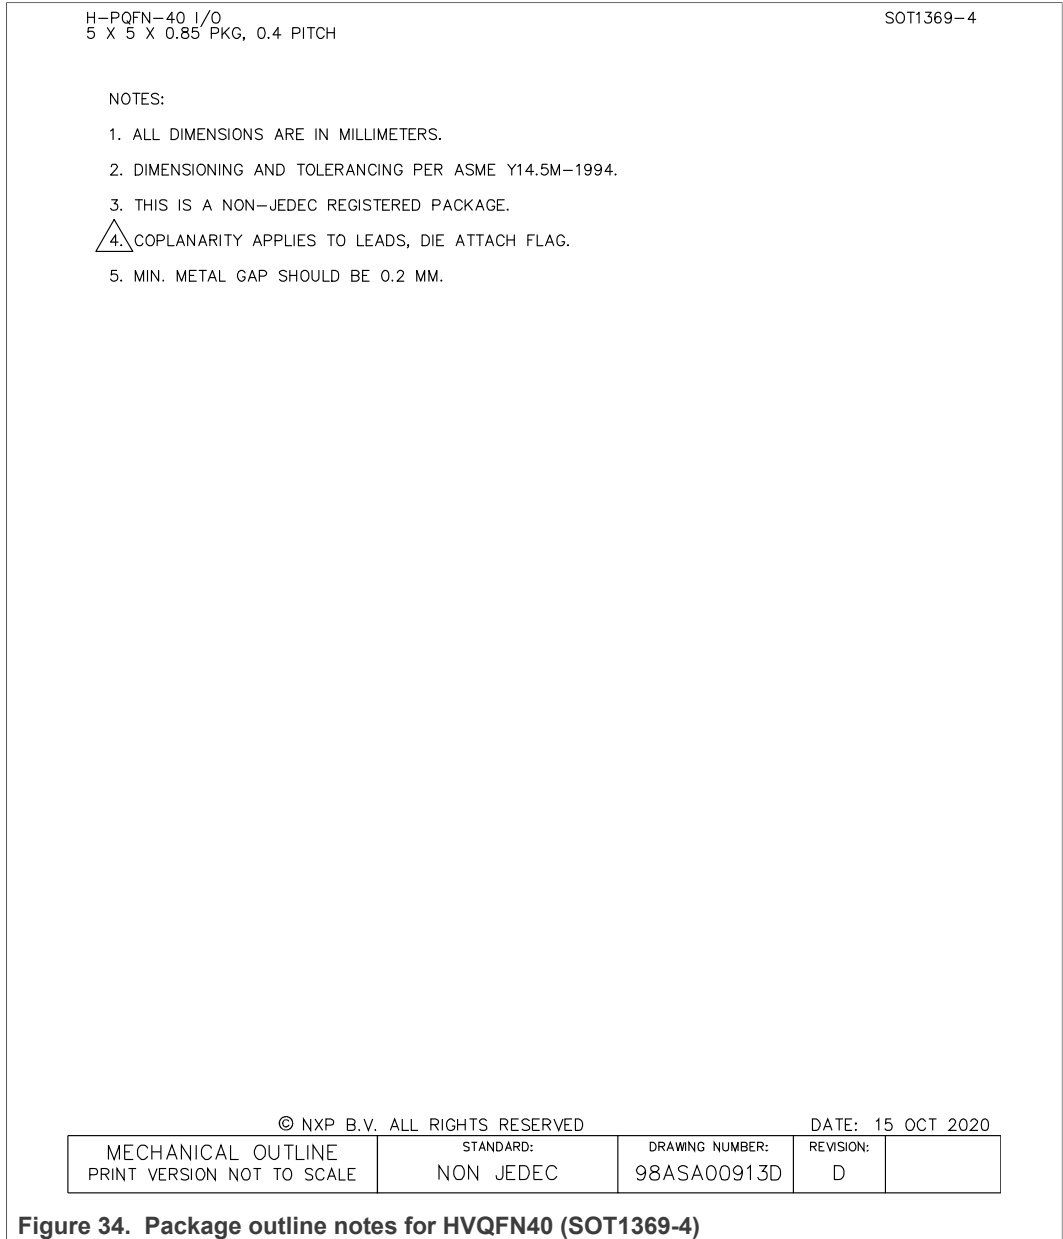 H-PQFN-40 I/O
SOT1369-4
5 X 5 X 0.85 PKG, 0.4 PITCH
NOTES:
1. ALL DIMENSIONS ARE IN MILLIMETERS.
2. DIMENSIONING AND TOLERANCING PER ASME Y14.5M-1994.
3. THIS IS A NON-JEDEC REGISTERED PACKAGE.
4. COPLANARITY APPLIES TO LEADS, DIE ATTACH FLAG.
5. MIN. METAL GAP SHOULD BE 0.2 MM.
© NXP B.V. ALL RIGHTS RESERVED
DATE: 15 OCT 2020
MECHANICAL OUTLINE
PRINT VERSION NOT TO SCALE
STANDARD:
NON JEDEC
DRAWING NUMBER:
98ASA00913D
REVISION:
D
Figure 34. Package outline notes for HVQFN40 (SOT1369-4)